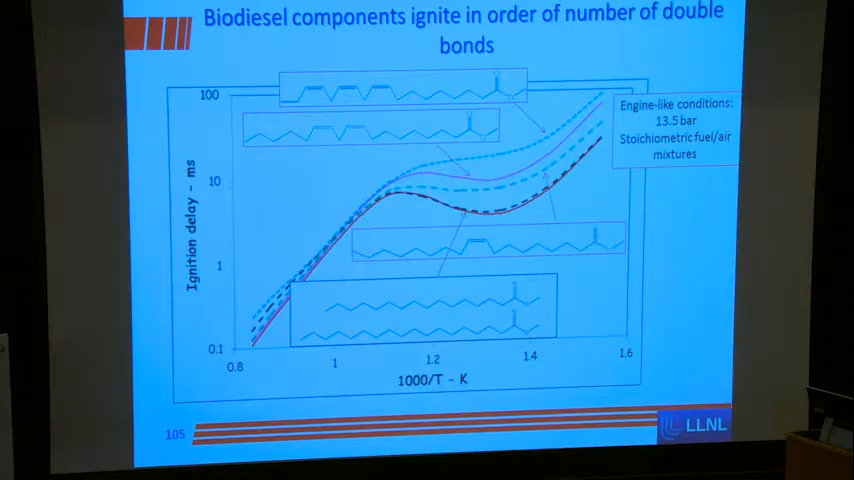 Biodiesel components ignite in order of number of double
bonds
Engine-like conditions:
13.5 bar
Stoichiometric fuel/air
mixtures
Ignition delay - ms
100
10
1
0.1
0.8
1
1.2
1.4
1.6
1000/T - K
O
O
O
O
O
O
O
105
LLNL